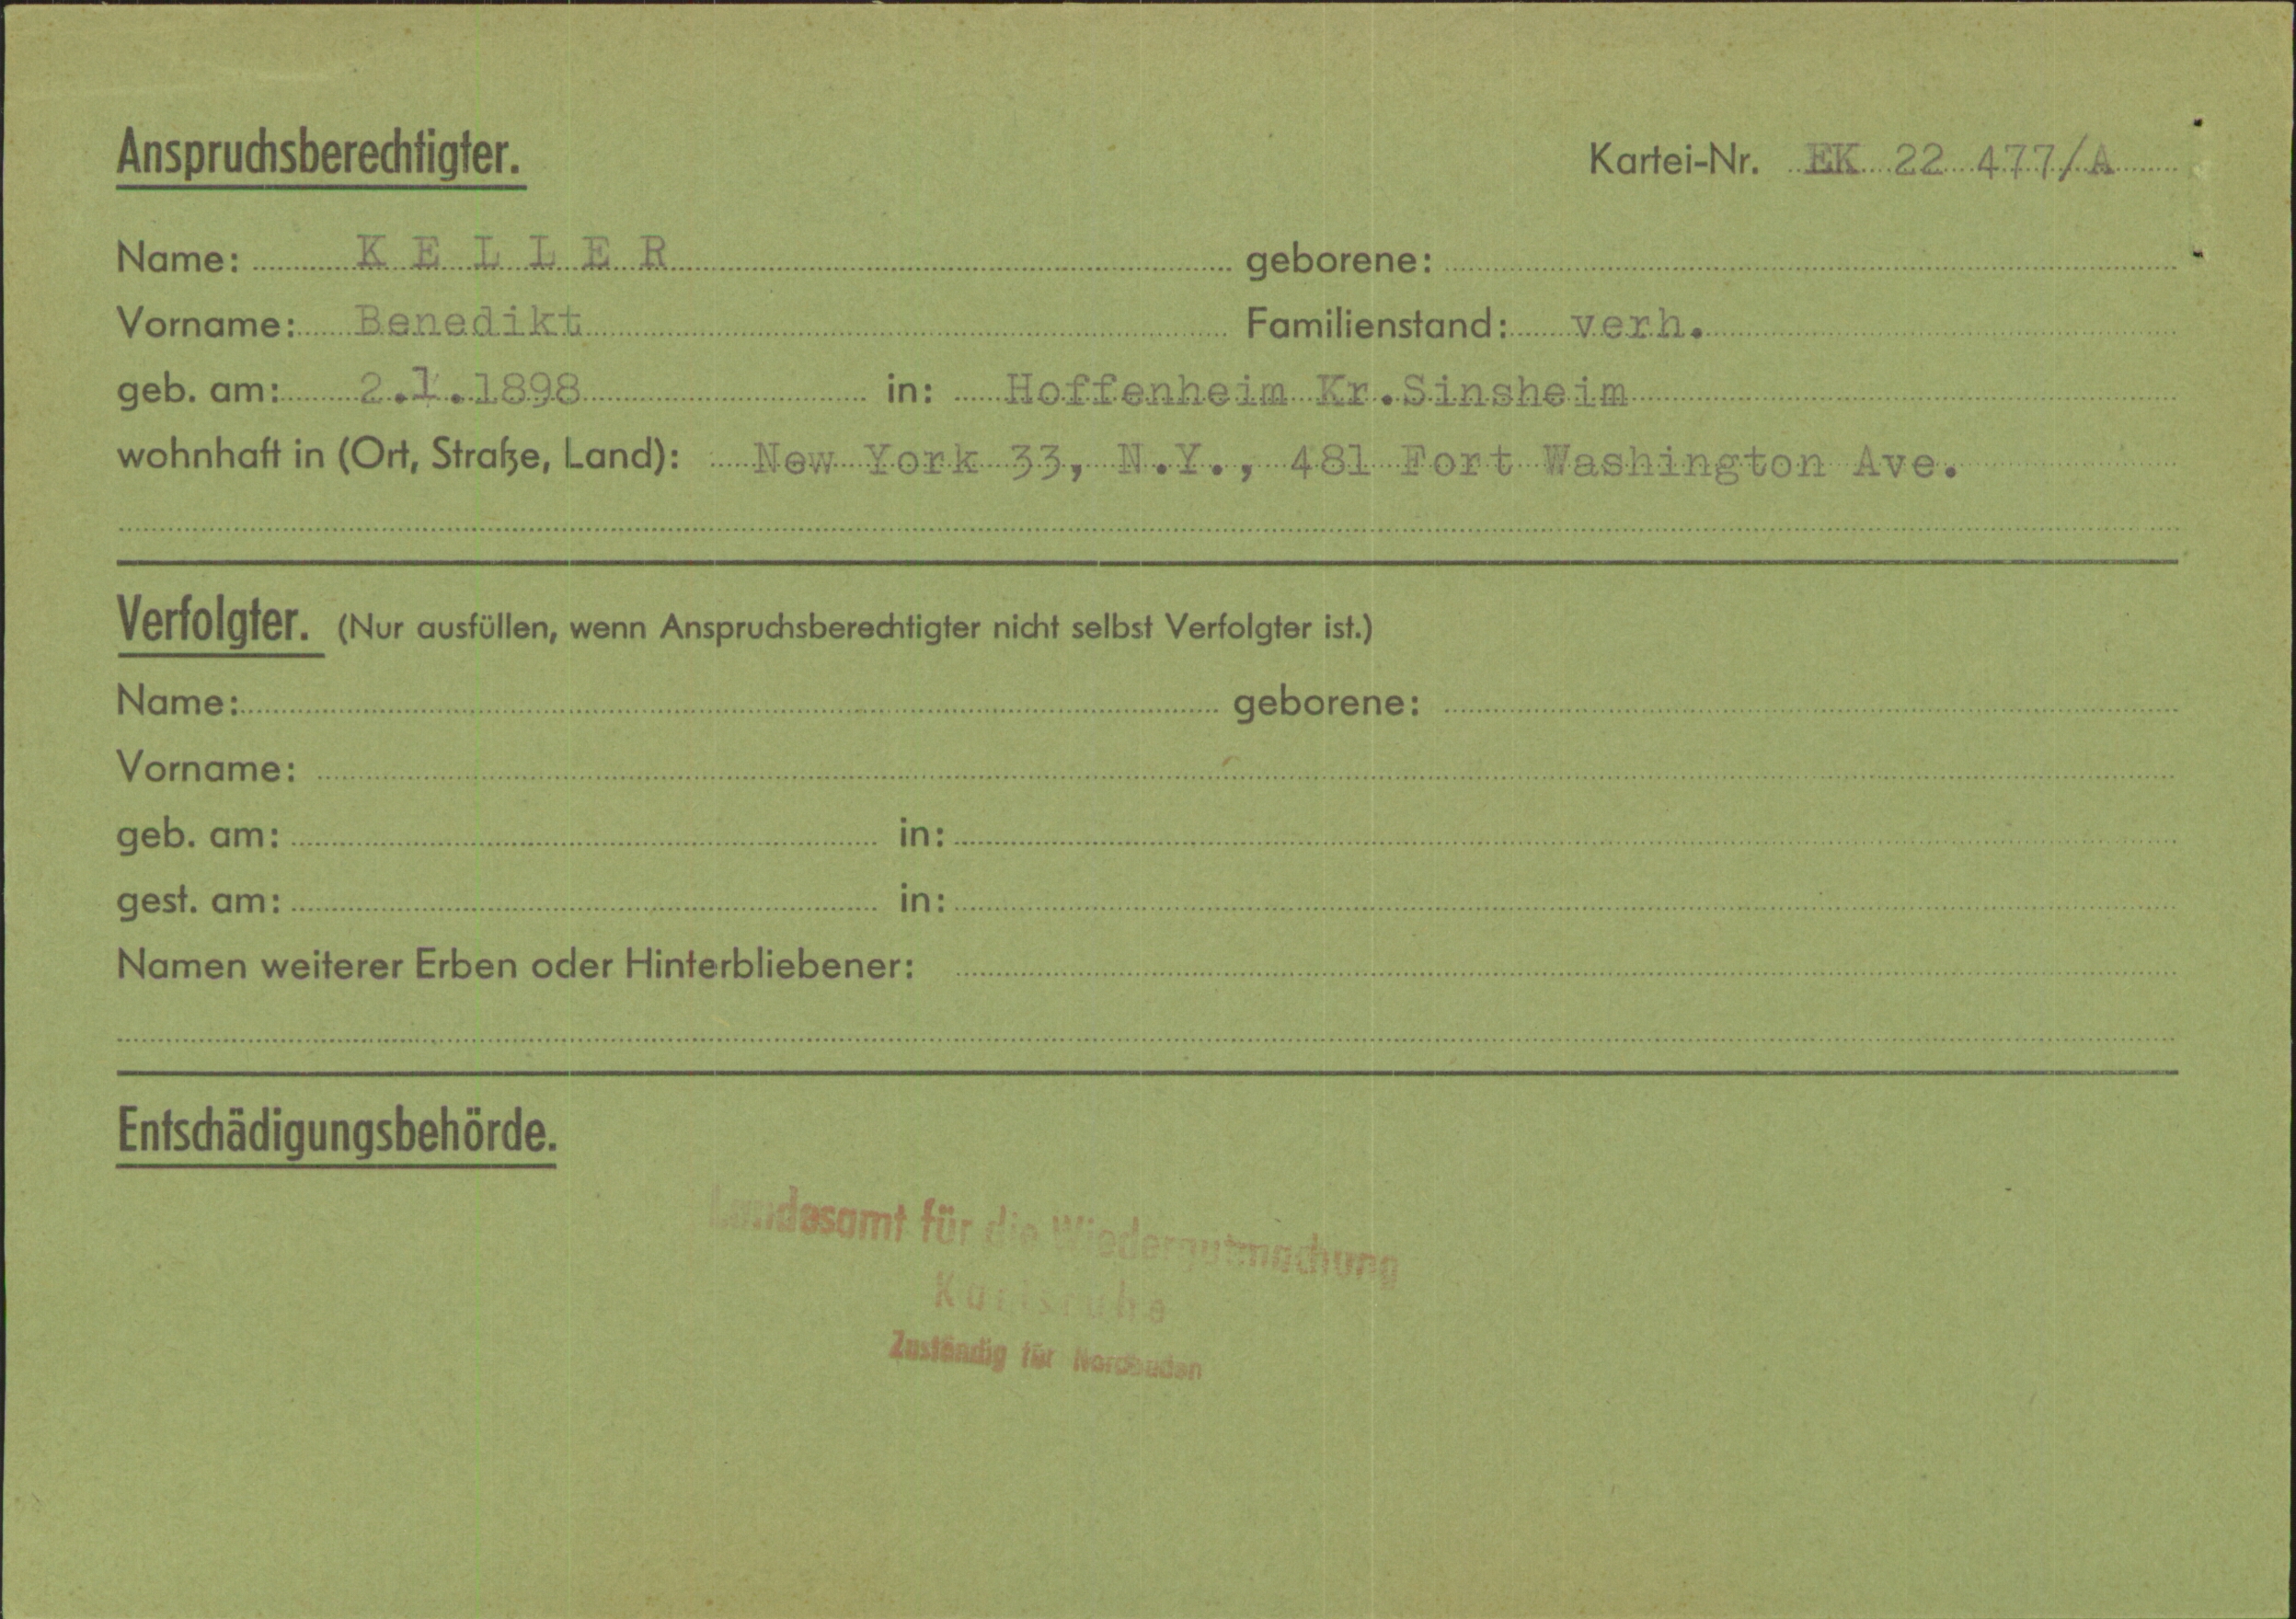 Anspruchsberechtigter.
Kartei-Nr. EK 22 477/A
Name: KELLER geborene:
Vorname: Benedikt Familienstand: verh.
geb. am: 2.1.1898 in: Hoffenheim Kr.Sinsheim
wohnhaft in (Ort, Straße, Land): New York 33, N.Y., 481 Fort Washington Ave.
Verfolgter. (Nur ausfüllen, wenn Anspruchsberechtigter nicht selbst Verfolgter ist.)
Name: geborene:
Vorname:
geb. am: in:
gest. am: in:
Namen weiterer Erben oder Hinterbliebener:
Entschädigungsbehörde.
Landesamt für die Wiedergutmachung
Karlsruhe
Zuständig für Nordbaden